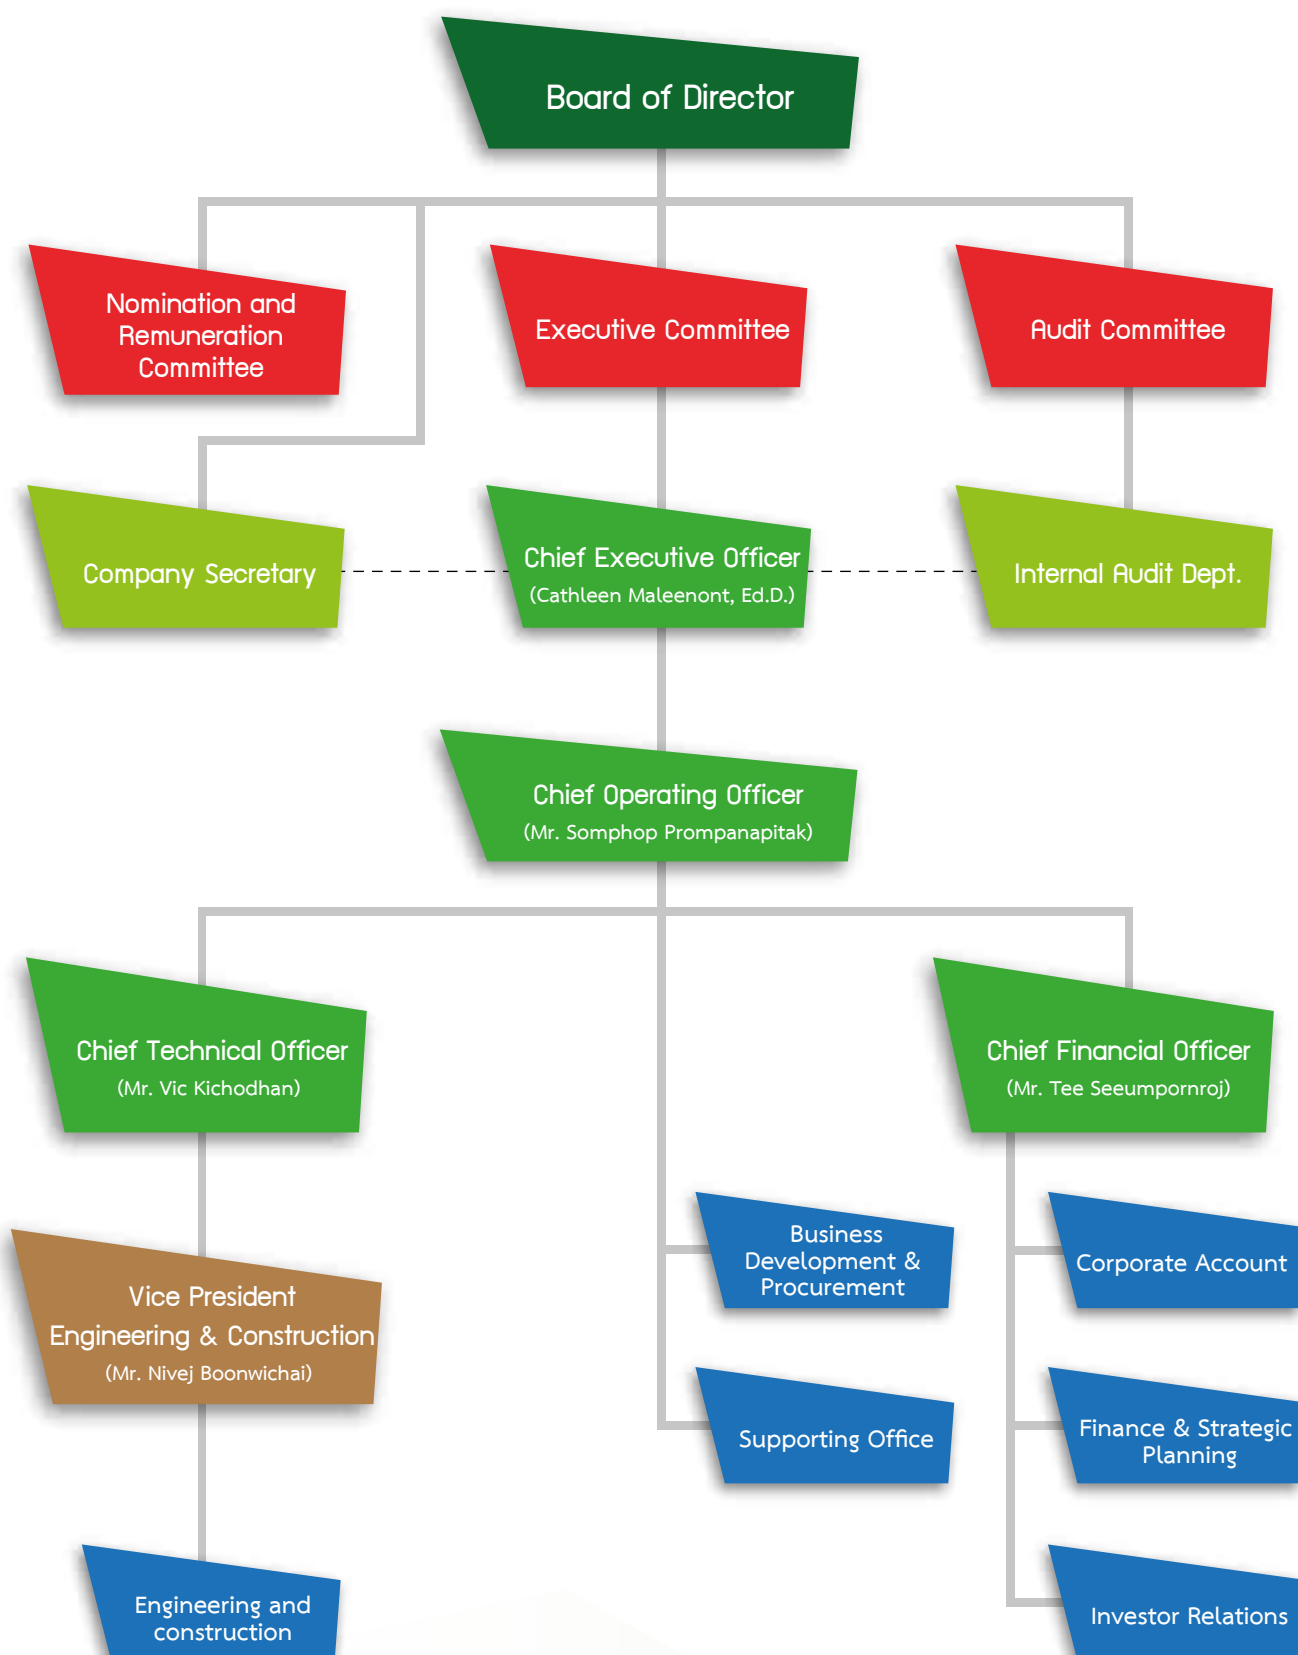 Board of Director
Nomination and
Remuneration
Committee
Executive Committee
Audit Committee
Company Secretary
Chief Executive Officer
(Cathleen Maleenont, Ed.D.)
Internal Audit Dept.
Chief Operating Officer
(Mr. Somphop Prompanapitak)
Chief Technical Officer
(Mr. Vic Kichodhan)
Chief Financial Officer
(Mr. Tee Seeumpornroj)
Business
Development &
Procurement
Corporate Account
Vice President
Engineering & Construction
(Mr. Nivej Boonwichai)
Supporting Office
Finance & Strategic
Planning
Engineering and
construction
Investor Relations